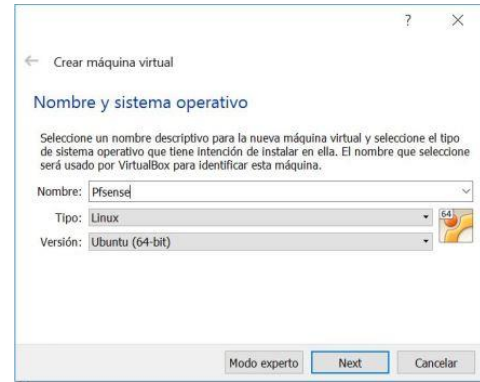 ?
Crear máquina virtual
Nombre y sistema operativo
Seleccione un nombre descriptivo para la nueva máquina virtual y seleccione el tipo
de sistema operativo que tiene intención de instalar en ella. El nombre que seleccione
será usado por VirtualBox para identificar esta máquina.
Nombre: Pfsense
Tipo: Linux
64
Versión: Ubuntu (64-bit)
Modo experto Next Cancelar